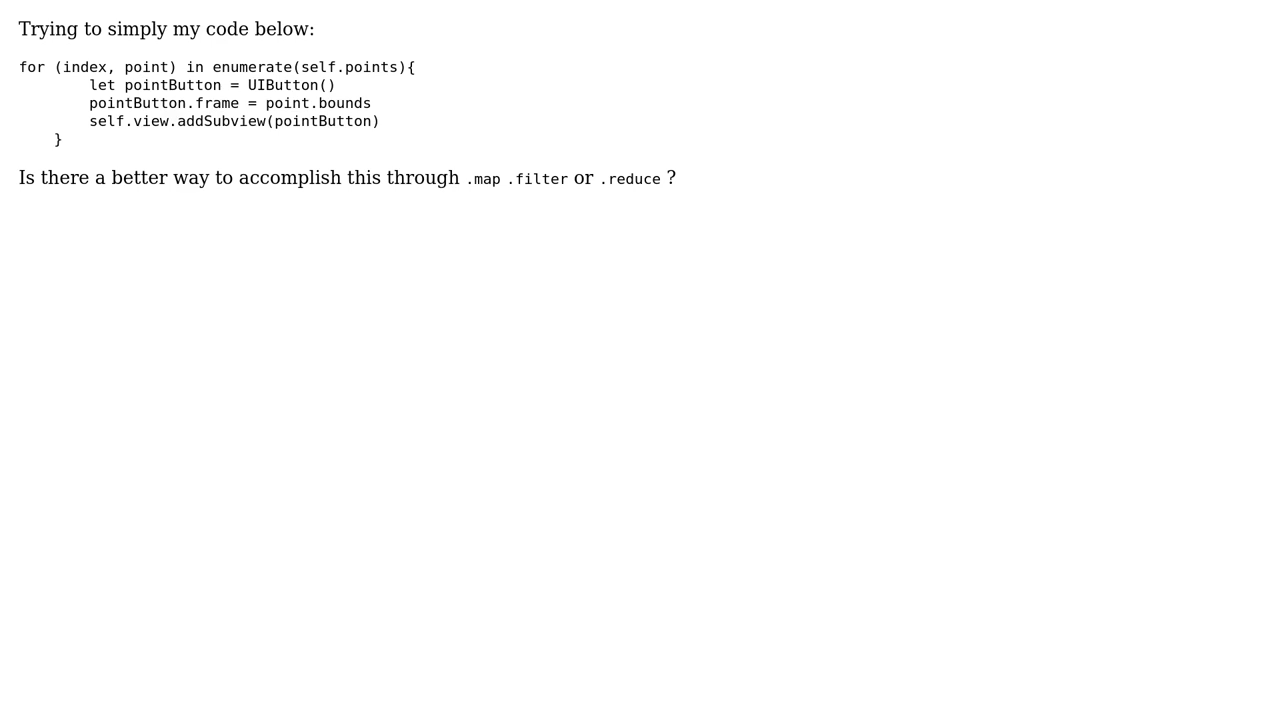 Trying to simply my code below:
for (index, point) in enumerate(self.points){
        let pointButton = UIButton()
        pointButton.frame = point.bounds
        self.view.addSubview(pointButton)
    }
Is there a better way to accomplish this through .map .filter or .reduce ?